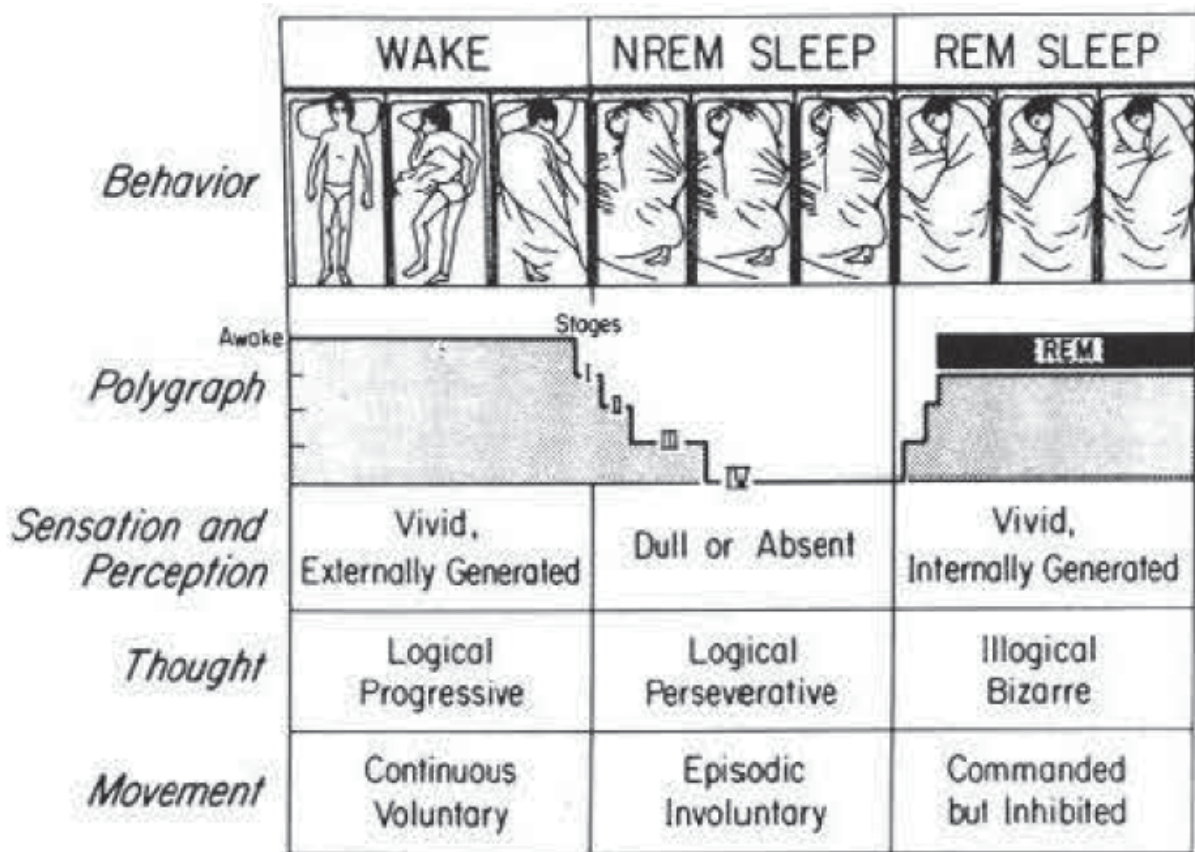 WAKE NREM SLEEP REM SLEEP
Behavior
Stages
Awake
REM
Polygraph
I
II
III
IV
Sensation and
Perception
Vivid,
Externally Generated
Dull or Absent
Vivid,
Internally Generated
Thought
Logical
Progressive
Logical
Perseverative
Illogical
Bizarre
Movement
Continuous
Voluntary
Episodic
Involuntary
Commanded
but Inhibited